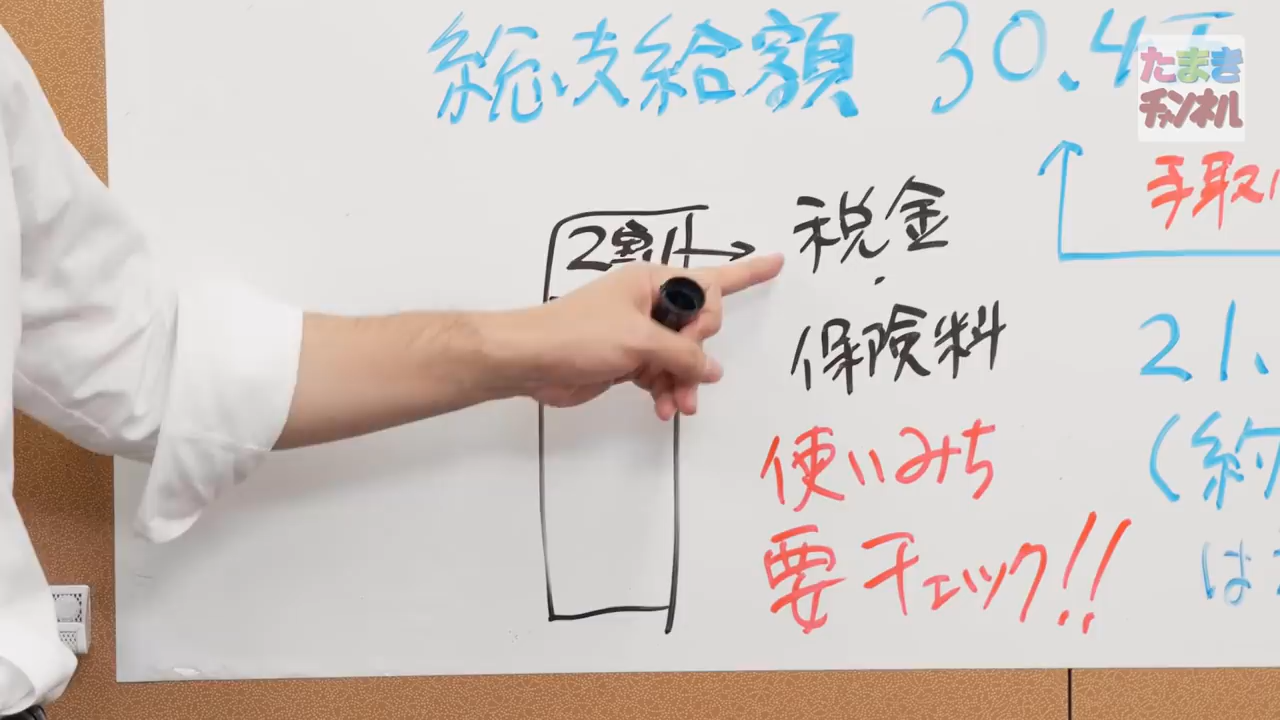 総支給額 30.4万
たまき
チャンネル
手取り
2割
税金
保険料
21.
使いみち
(約
要チェック!!
は